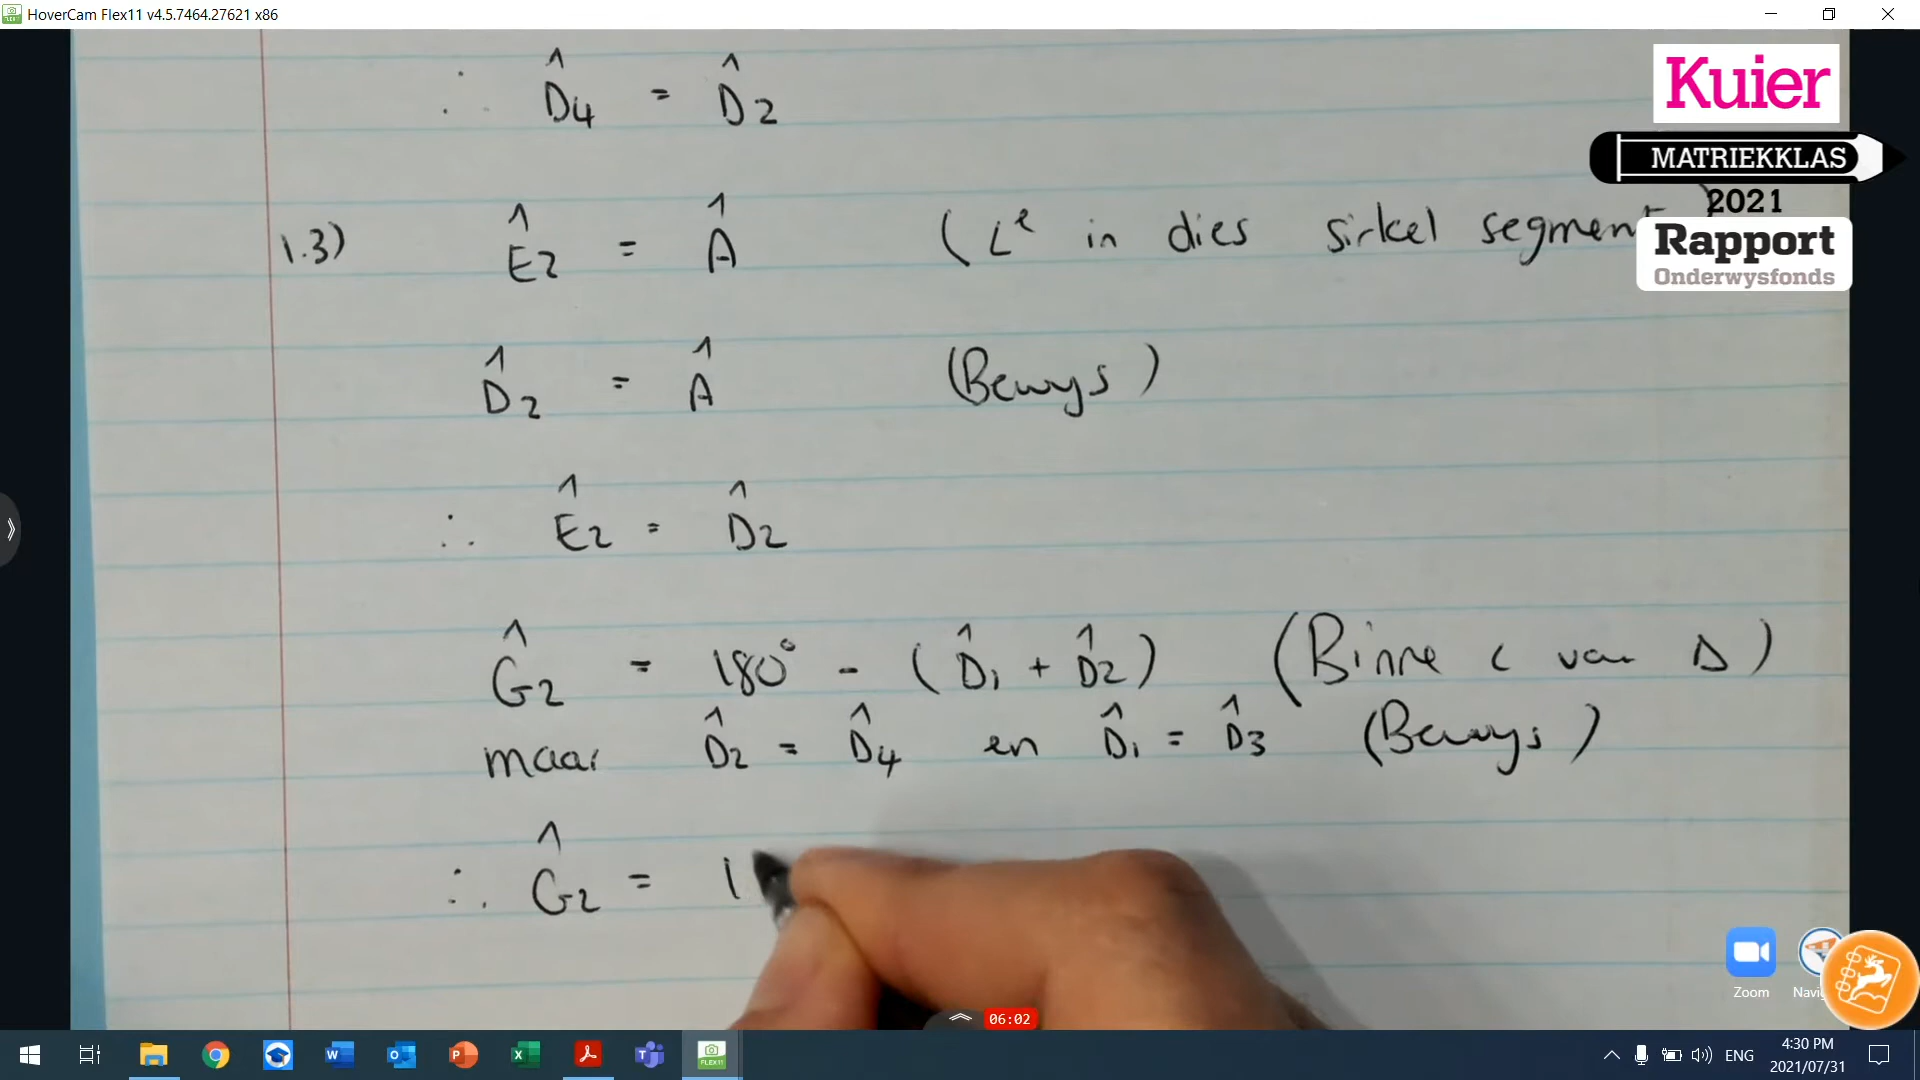 HoverCam Flex11 v4.5.7464.27621 x86
∴ D̂4 = D̂2
Kuier
MATRIEKKLAS
2021
Rapport
Onderwysfonds
1.3) Ê2 = Â (Lᵉ in dies sirkel segment)
D̂2 = Â (Bewys)
∴ Ê2 = D̂2
Ĝ2 = 180° - (D̂1 + D̂2) (Binne L van Δ)
maar D̂2 = D̂4 en D̂1 = D̂3 (Bewys)
∴ Ĝ2 = 1
Zoom
06:02
FLEX11
ENG
4:30 PM
2021/07/31